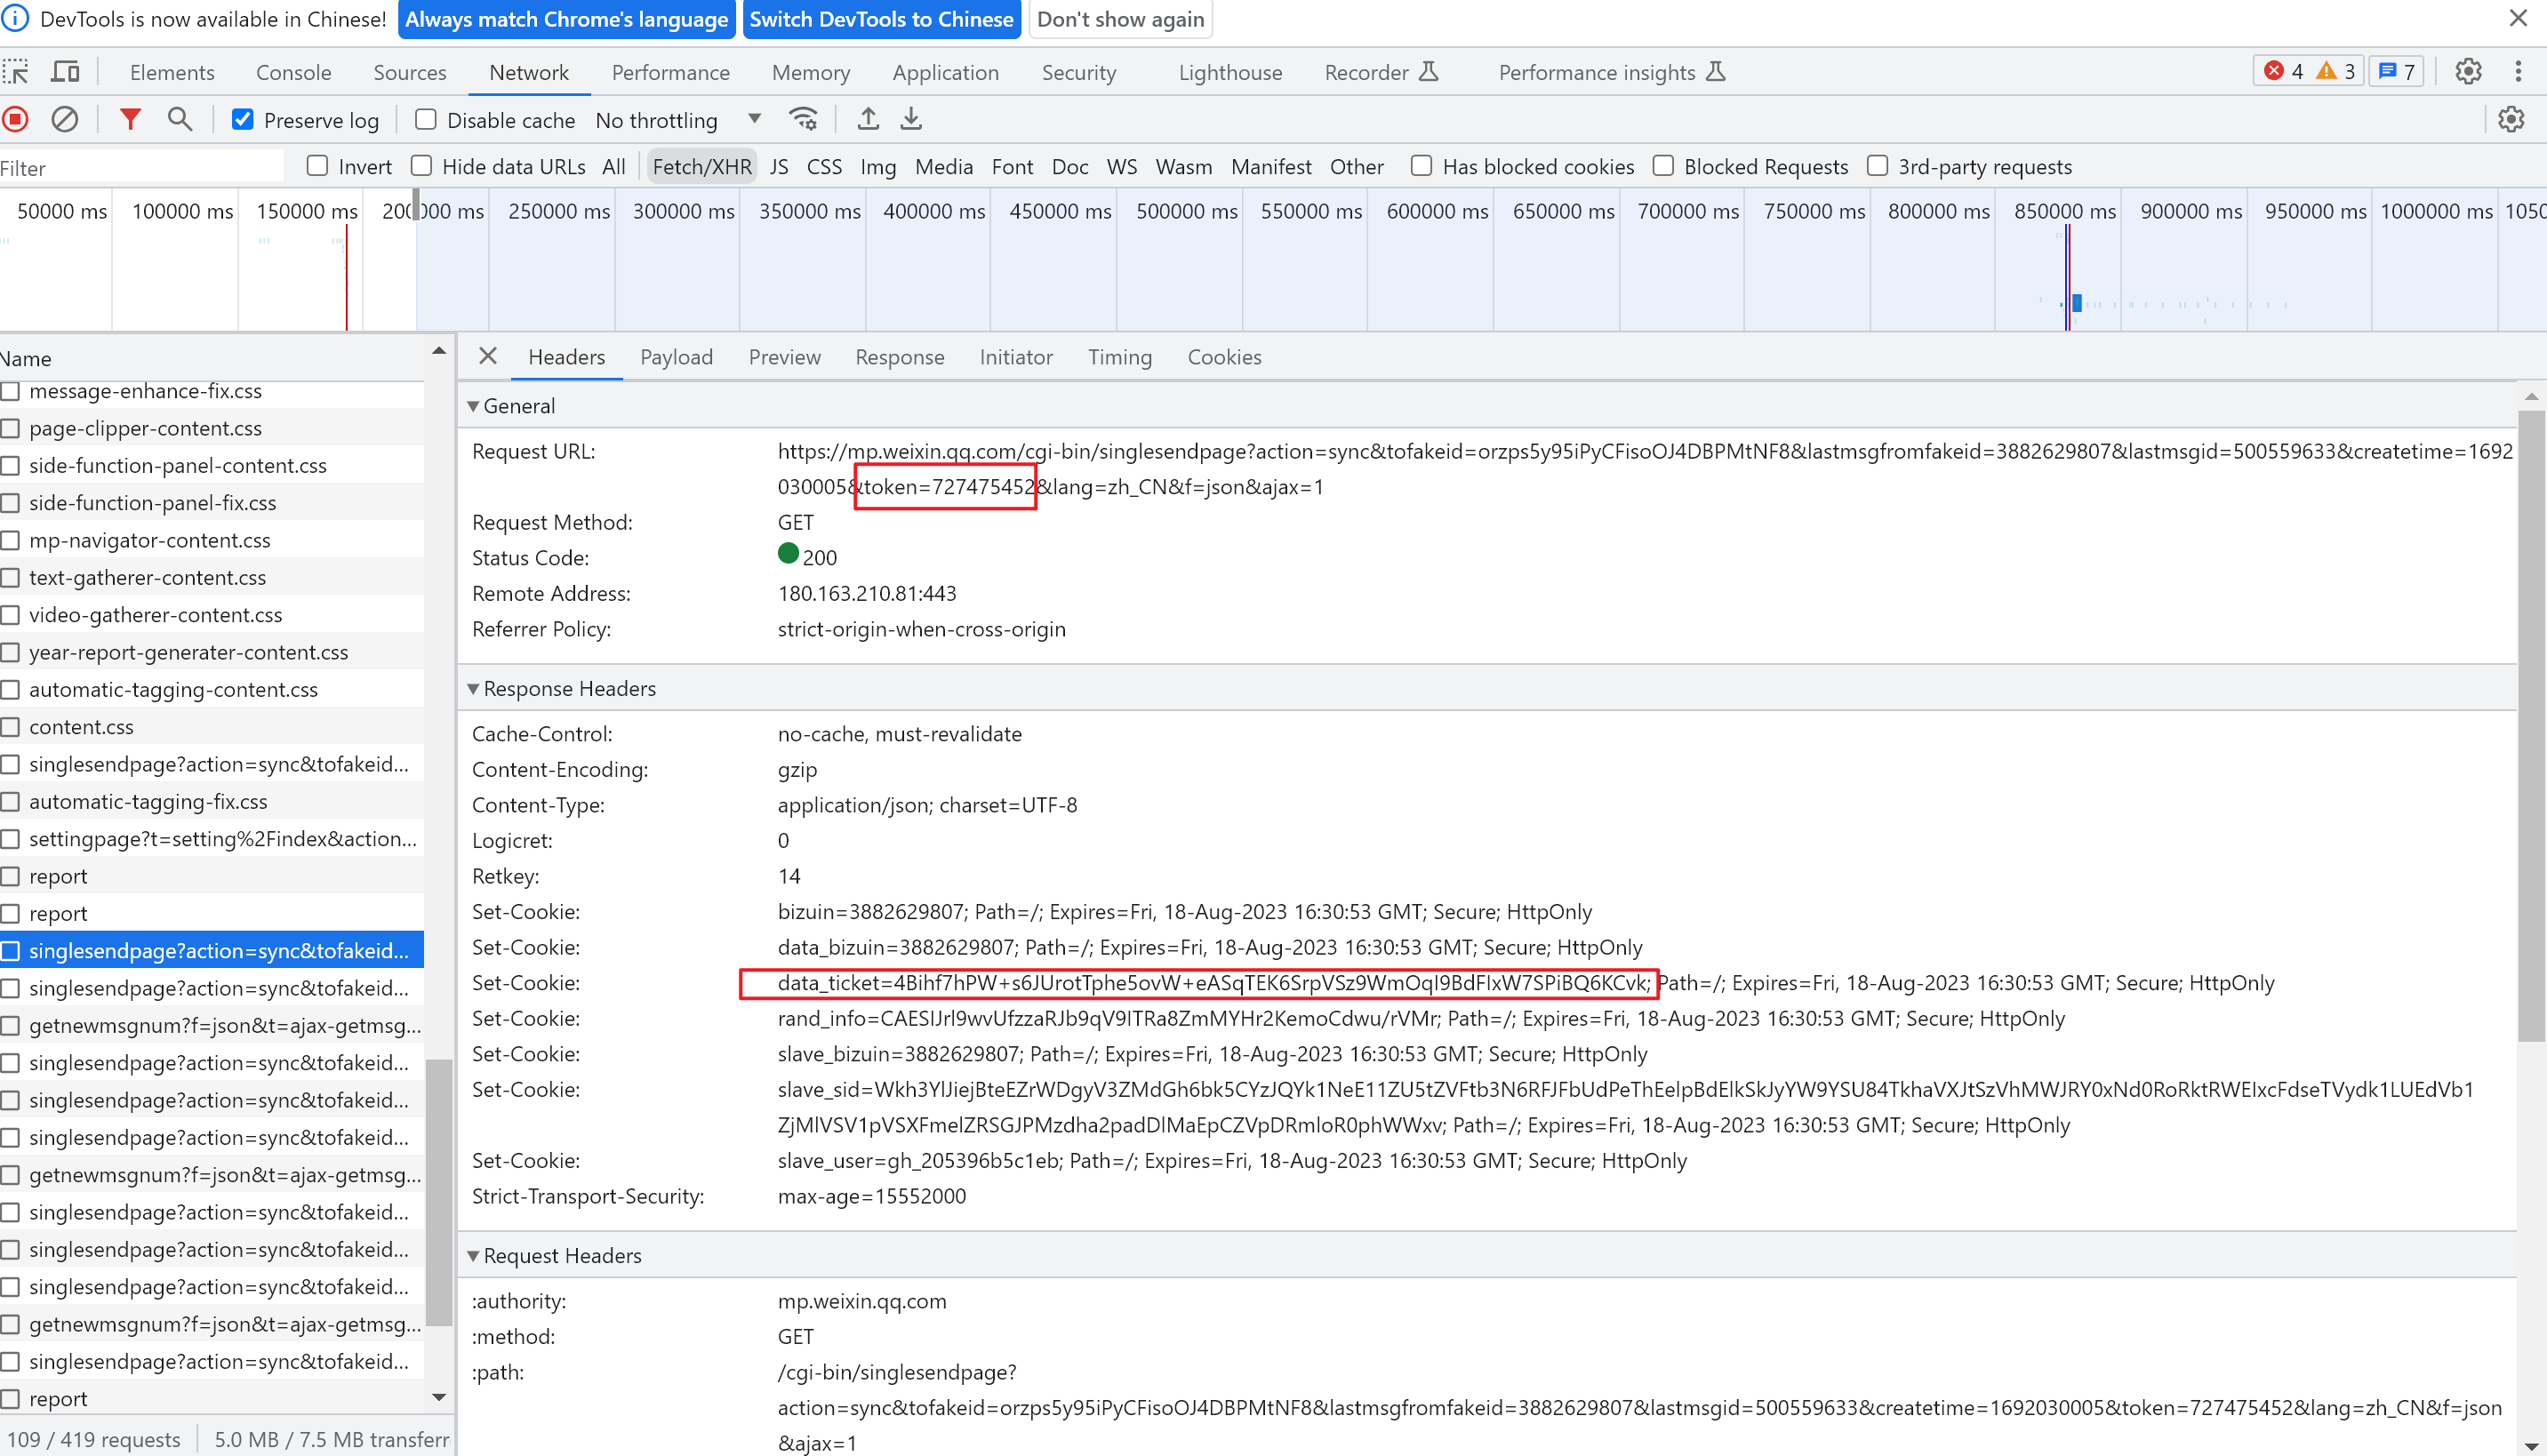 DevTools is now available in Chinese! Always match Chrome's language Switch DevTools to Chinese Don't show again
Elements Console Sources Network Performance Memory Application Security Lighthouse Recorder Performance insights 4 3 7
Preserve log Disable cache No throttling
Filter Invert Hide data URLs All Fetch/XHR JS CSS Img Media Font Doc WS Wasm Manifest Other Has blocked cookies Blocked Requests 3rd-party requests
50000 ms 100000 ms 150000 ms 200000 ms 250000 ms 300000 ms 350000 ms 400000 ms 450000 ms 500000 ms 550000 ms 600000 ms 650000 ms 700000 ms 750000 ms 800000 ms 850000 ms 900000 ms 950000 ms 1000000 ms 1050
Name
message-enhance-fix.css
page-clipper-content.css
side-function-panel-content.css
side-function-panel-fix.css
mp-navigator-content.css
text-gatherer-content.css
video-gatherer-content.css
year-report-generater-content.css
automatic-tagging-content.css
content.css
singlesendpage?action=sync&tofakeid...
automatic-tagging-fix.css
settingpage?t=setting%2Findex&action...
report
report
singlesendpage?action=sync&tofakeid...
singlesendpage?action=sync&tofakeid...
getnewmsgnum?f=json&t=ajax-getmsg...
singlesendpage?action=sync&tofakeid...
singlesendpage?action=sync&tofakeid...
singlesendpage?action=sync&tofakeid...
getnewmsgnum?f=json&t=ajax-getmsg...
singlesendpage?action=sync&tofakeid...
singlesendpage?action=sync&tofakeid...
singlesendpage?action=sync&tofakeid...
getnewmsgnum?f=json&t=ajax-getmsg...
singlesendpage?action=sync&tofakeid...
report
109 / 419 requests 5.0 MB / 7.5 MB transferr
Headers Payload Preview Response Initiator Timing Cookies
General
Request URL: https://mp.weixin.qq.com/cgi-bin/singlesendpage?action=sync&tofakeid=orzps5y95iPyCFisoOJ4DBPMtNF8&lastmsgfromfakeid=3882629807&lastmsgid=500559633&createtime=1692
030005&token=727475452&lang=zh_CN&f=json&ajax=1
Request Method: GET
Status Code: 200
Remote Address: 180.163.210.81:443
Referrer Policy: strict-origin-when-cross-origin
Response Headers
Cache-Control: no-cache, must-revalidate
Content-Encoding: gzip
Content-Type: application/json; charset=UTF-8
Logicret: 0
Retkey: 14
Set-Cookie: bizuin=3882629807; Path=/; Expires=Fri, 18-Aug-2023 16:30:53 GMT; Secure; HttpOnly
Set-Cookie: data_bizuin=3882629807; Path=/; Expires=Fri, 18-Aug-2023 16:30:53 GMT; Secure; HttpOnly
Set-Cookie: data_ticket=4Bihf7hPW+s6JUrotTphe5ovW+eASqTEK6SrpVSz9WmOqI9BdFIxW7SPiBQ6KCvk; Path=/; Expires=Fri, 18-Aug-2023 16:30:53 GMT; Secure; HttpOnly
Set-Cookie: rand_info=CAESIJrl9wvUfzzaRJb9qV9ITRa8ZmMYHr2KemoCdwu/rVMr; Path=/; Expires=Fri, 18-Aug-2023 16:30:53 GMT; Secure; HttpOnly
Set-Cookie: slave_bizuin=3882629807; Path=/; Expires=Fri, 18-Aug-2023 16:30:53 GMT; Secure; HttpOnly
Set-Cookie: slave_sid=Wkh3YlJiejBteEZrWDgyV3ZMdGh6bk5CYzJQYk1NeE11ZU5tZVFtb3N6RFJFbUdPeThEelpBdElkSkJyYW9YSU84TkhaVXJtSzVhMWJRY0xNd0RoRktRWEIxcFdseTVydk1LUEdVb1
ZjMlVSV1pVSXFmelZRSGJPMzdha2padDlMaEpCZVpDRmloR0phWWxv; Path=/; Expires=Fri, 18-Aug-2023 16:30:53 GMT; Secure; HttpOnly
Set-Cookie: slave_user=gh_205396b5c1eb; Path=/; Expires=Fri, 18-Aug-2023 16:30:53 GMT; Secure; HttpOnly
Strict-Transport-Security: max-age=15552000
Request Headers
:authority: mp.weixin.qq.com
:method: GET
:path: /cgi-bin/singlesendpage?
action=sync&tofakeid=orzps5y95iPyCFisoOJ4DBPMtNF8&lastmsgfromfakeid=3882629807&lastmsgid=500559633&createtime=1692030005&token=727475452&lang=zh_CN&f=json
&ajax=1